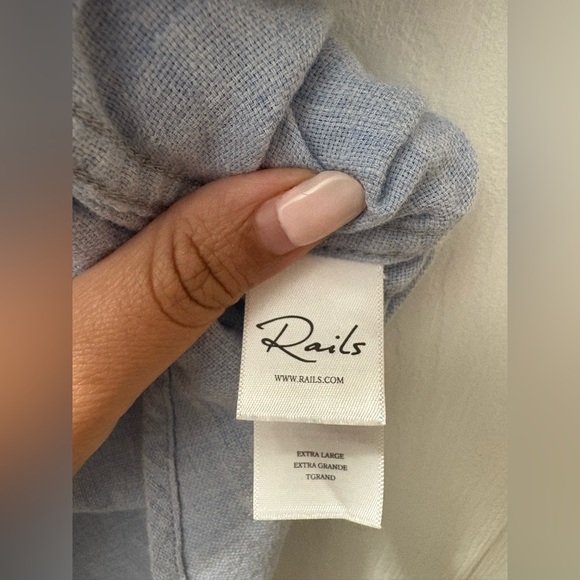 Rails
WWW.RAILS.COM
EXTRA LARGE
EXTRA GRANDE
TGRAND